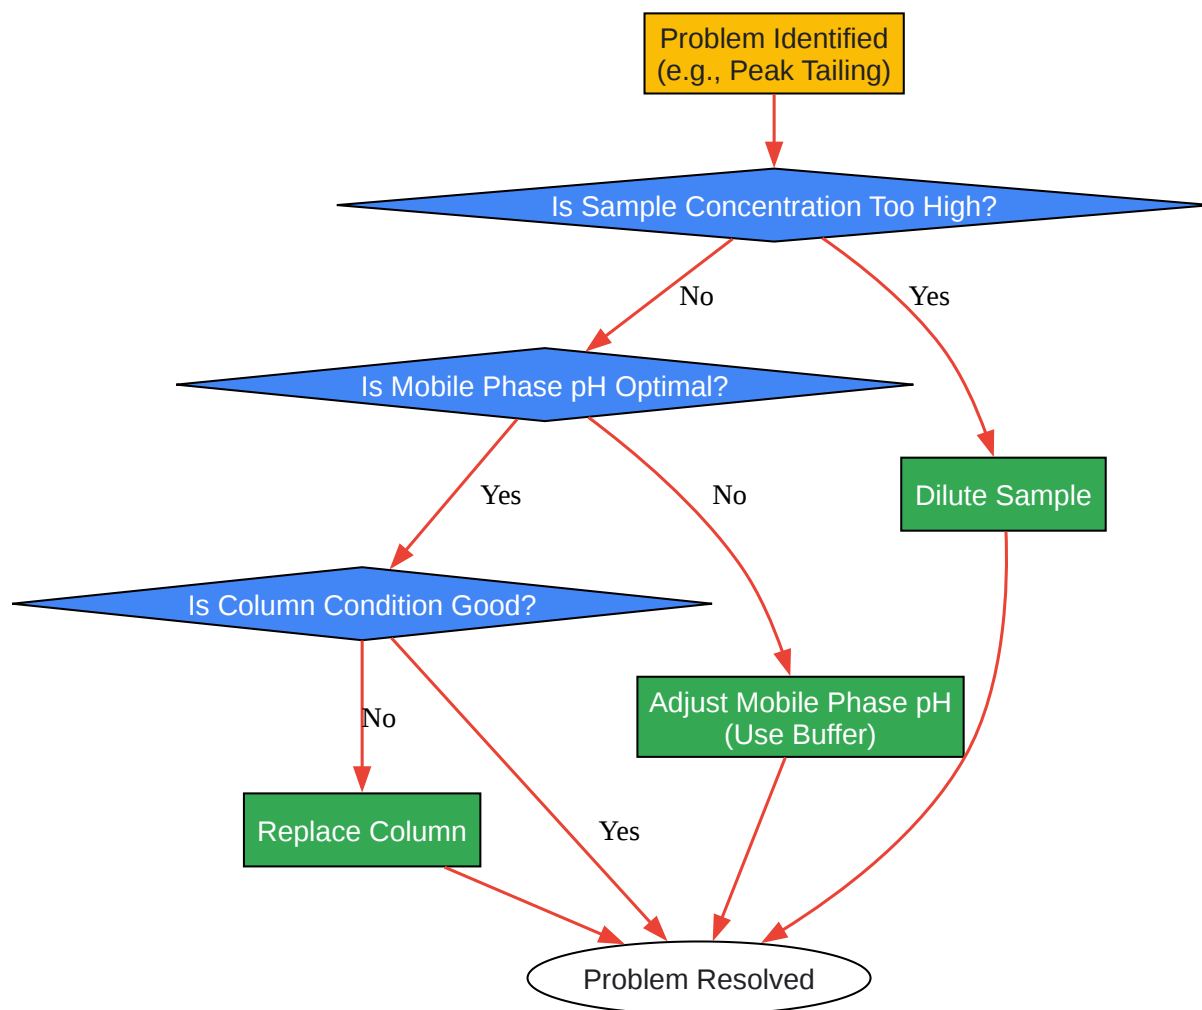 Problem Identified
(e.g., Peak Tailing)
Is Sample Concentration Too High?
No
Yes
Is Mobile Phase pH Optimal?
Yes
No
Dilute Sample
Is Column Condition Good?
No
Adjust Mobile Phase pH
(Use Buffer)
Replace Column
Yes
Problem Resolved